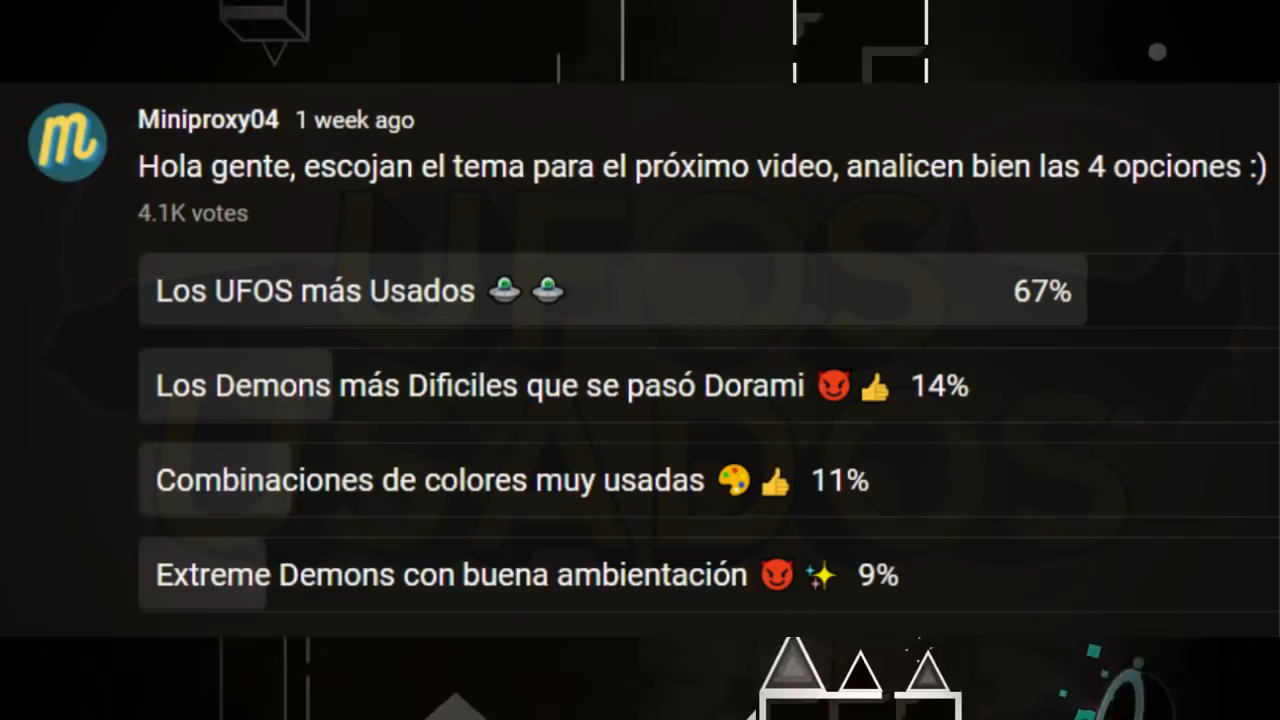 m
Miniproxy04 1 week ago
Hola gente, escojan el tema para el próximo video, analicen bien las 4 opciones :)
4.1K votes
Los UFOS más Usados 🛸 🛸 67%
Los Demons más Dificiles que se pasó Dorami 😈 👍 14%
Combinaciones de colores muy usadas 🎨 👍 11%
Extreme Demons con buena ambientación 😈 ✨ 9%
UFOS
USADOS